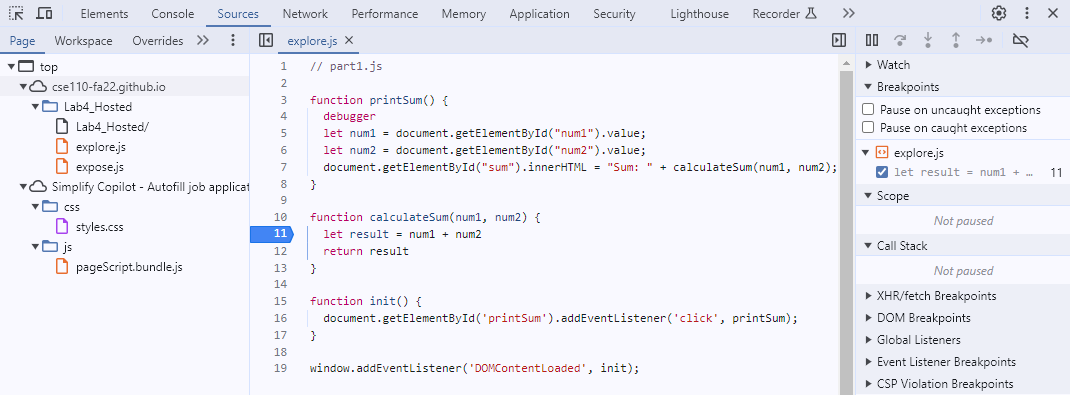 Elements Console Sources Network Performance Memory Application Security Lighthouse Recorder
Page Workspace Overrides
top
cse110-fa22.github.io
Lab4_Hosted
Lab4_Hosted/
explore.js
expose.js
Simplify Copilot - Autofill job applicat
css
styles.css
js
pageScript.bundle.js
explore.js
1 // part1.js
2
3 function printSum() {
4 debugger
5 let num1 = document.getElementById("num1").value;
6 let num2 = document.getElementById("num2").value;
7 document.getElementById("sum").innerHTML = "Sum: " + calculateSum(num1, num2);
8 }
9
10 function calculateSum(num1, num2) {
11 let result = num1 + num2
12 return result
13 }
14
15 function init() {
16 document.getElementById('printSum').addEventListener('click', printSum);
17 }
18
19 window.addEventListener('DOMContentLoaded', init);
Watch
Breakpoints
Pause on uncaught exceptions
Pause on caught exceptions
explore.js
let result = num1 + … 11
Scope
Not paused
Call Stack
Not paused
XHR/fetch Breakpoints
DOM Breakpoints
Global Listeners
Event Listener Breakpoints
CSP Violation Breakpoints